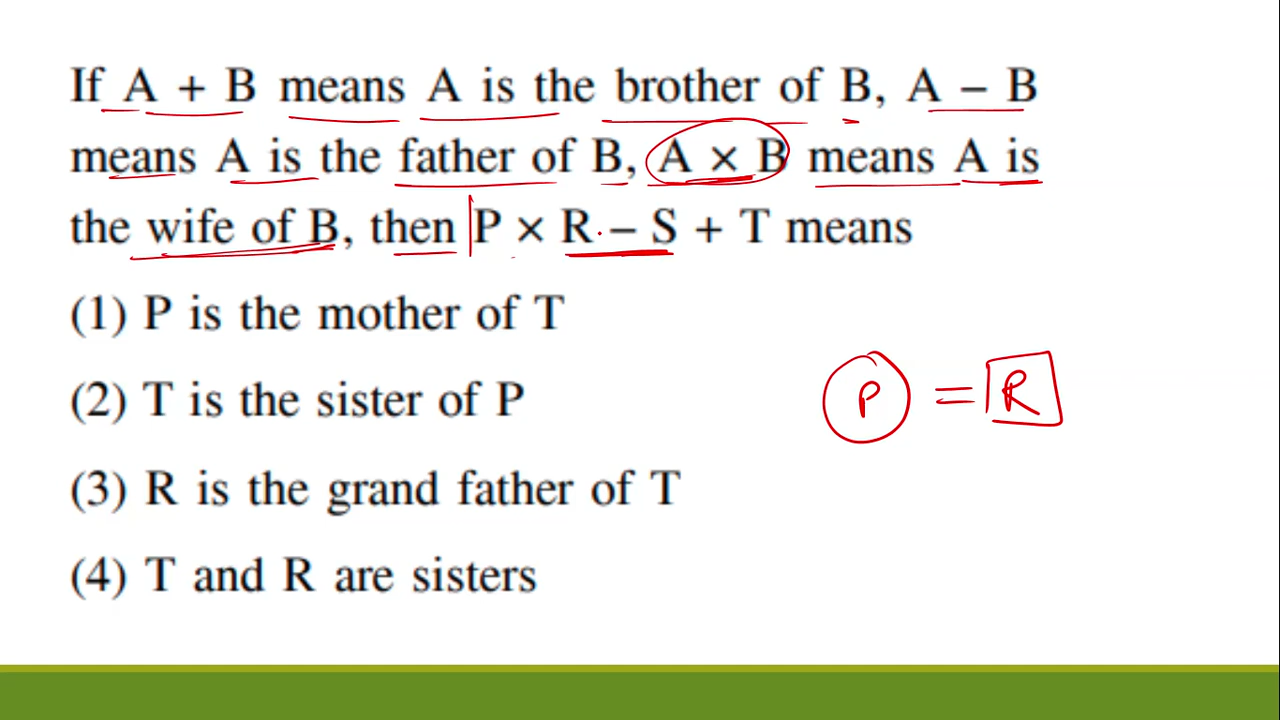 If A + B means A is the brother of B, A – B
means A is the father of B, A × B means A is
the wife of B, then P × R – S + T means
(1) P is the mother of T
(2) T is the sister of P
(3) R is the grand father of T
(4) T and R are sisters
P = R